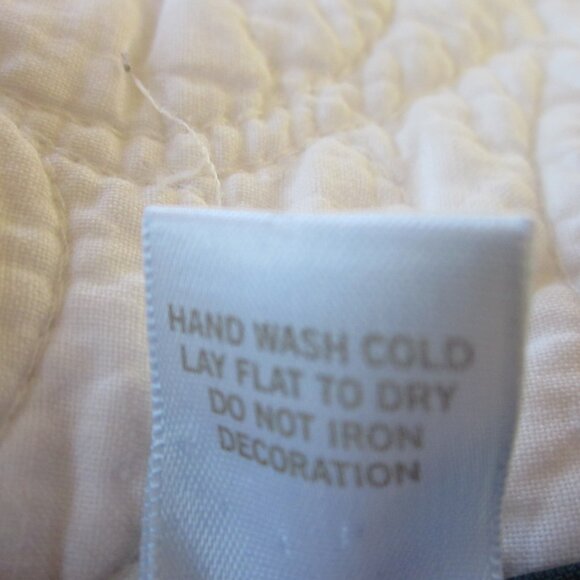 HAND WASH COLD
LAY FLAT TO DRY
DO NOT IRON
DECORATION